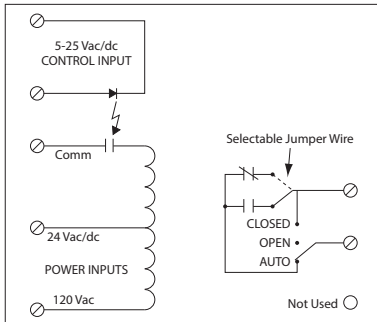 5-25 Vac/dc
CONTROL INPUT
Comm
Selectable Jumper Wire
CLOSED
24 Vac/dc
OPEN
POWER INPUTS
AUTO
120 Vac
Not Used